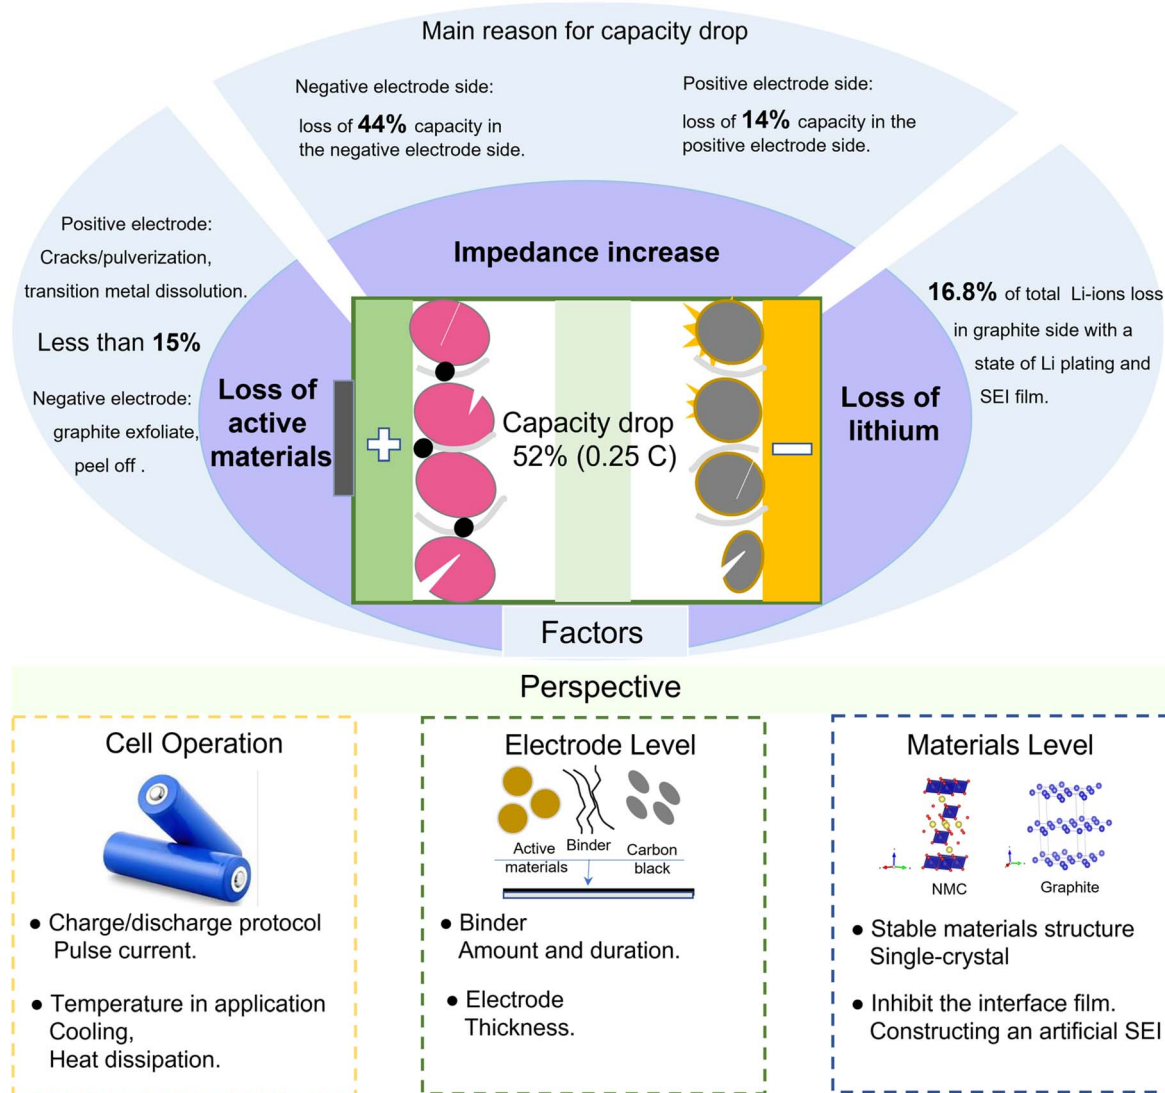 Main reason for capacity drop
Negative electrode side:
loss of 44% capacity in
the negative electrode side.
Positive electrode side:
loss of 14% capacity in the
positive electrode side.
Positive electrode:
Cracks/pulverization,
transition metal dissolution.
Less than 15%
Negative electrode:
graphite exfoliate,
peel off .
Impedance increase
16.8% of total Li-ions loss
in graphite side with a
state of Li plating and
SEI film.
Loss of
active
materials
Capacity drop
52% (0.25 C)
Loss of
lithium
Factors
Perspective
Cell Operation
● Charge/discharge protocol
Pulse current.
● Temperature in application
Cooling,
Heat dissipation.
Electrode Level
Active
materials
Binder
Carbon
black
● Binder
Amount and duration.
● Electrode
Thickness.
Materials Level
NMC
Graphite
● Stable materials structure
Single-crystal
● Inhibit the interface film.
Constructing an artificial SEI